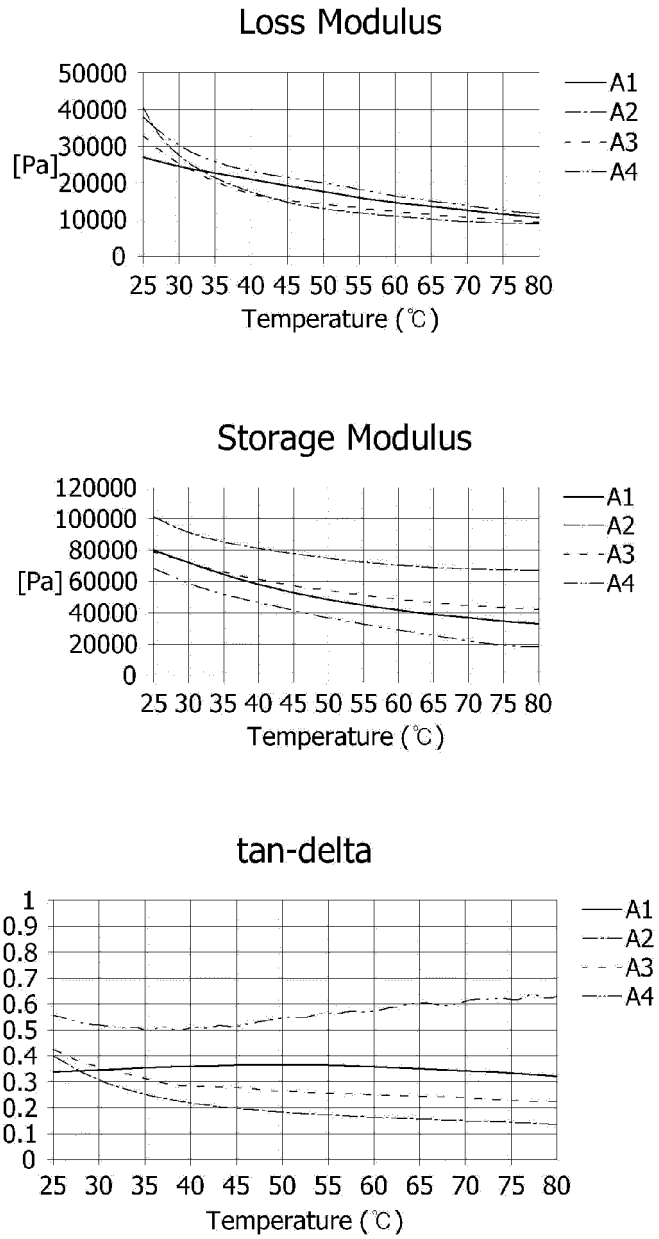 Loss Modulus
50000
40000
30000
[Pa]
20000
10000
0
25 30 35 40 45 50 55 60 65 70 75 80
Temperature (℃)
A1
A2
A3
A4
Storage Modulus
120000
100000
80000
[Pa] 60000
40000
20000
0
25 30 35 40 45 50 55 60 65 70 75 80
Temperature (℃)
A1
A2
A3
A4
tan-delta
1
0.9
0.8
0.7
0.6
0.5
0.4
0.3
0.2
0.1
0
25 30 35 40 45 50 55 60 65 70 75 80
Temperature (℃)
A1
A2
A3
A4